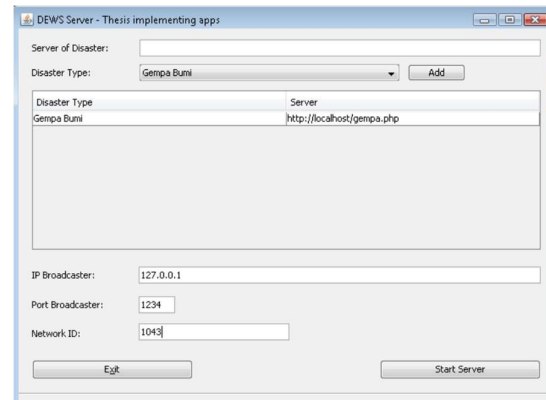 DEWS Server - Thesis implementing apps
Server of Disaster:
Disaster Type: Gempa Bumi Add
Disaster Type Server
Gempa Bumi http://localhost/gempa.php
IP Broadcaster: 127.0.0.1
Port Broadcaster: 1234
Network ID: 1043
Exit Start Server